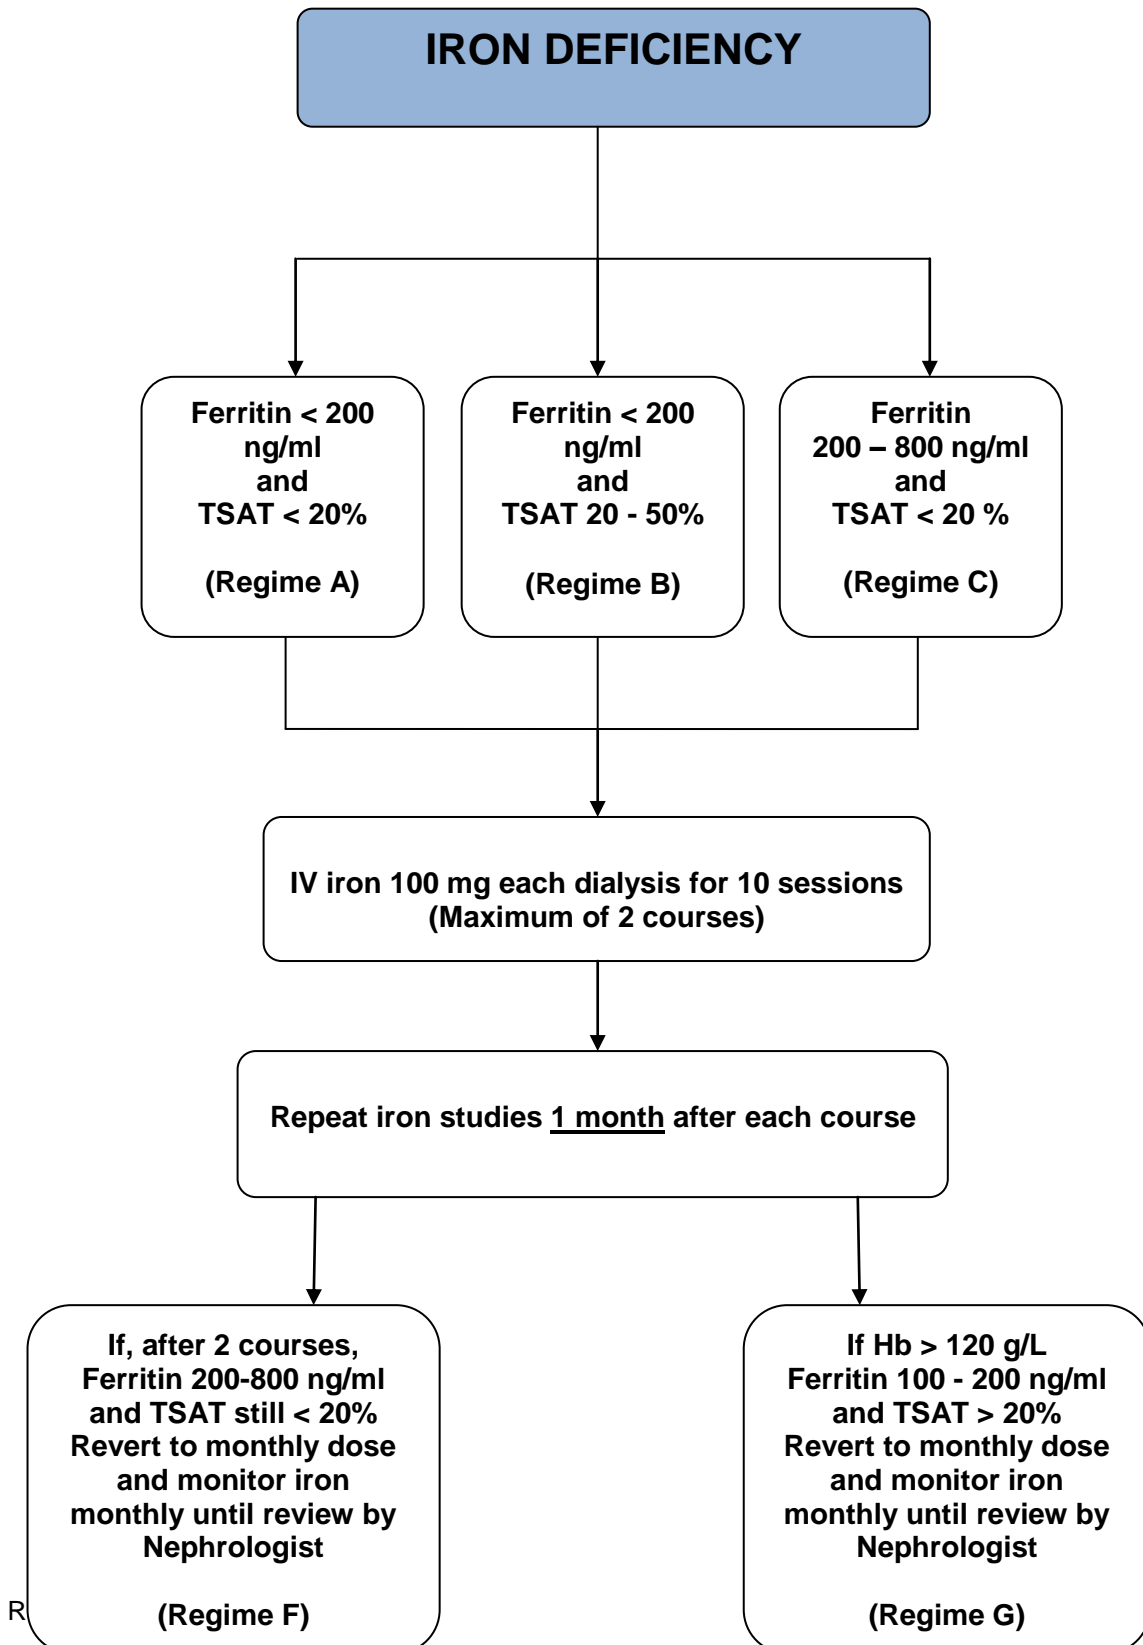 IRON DEFICIENCY
Ferritin < 200
ng/ml
and
TSAT < 20%
(Regime A)
Ferritin < 200
ng/ml
and
TSAT 20 - 50%
(Regime B)
Ferritin
200 – 800 ng/ml
and
TSAT < 20 %
(Regime C)
IV iron 100 mg each dialysis for 10 sessions
(Maximum of 2 courses)
Repeat iron studies 1 month after each course
If, after 2 courses,
Ferritin 200-800 ng/ml
and TSAT still < 20%
Revert to monthly dose
and monitor iron
monthly until review by
Nephrologist
(Regime F)
If Hb > 120 g/L
Ferritin 100 - 200 ng/ml
and TSAT > 20%
Revert to monthly dose
and monitor iron
monthly until review by
Nephrologist
(Regime G)
R